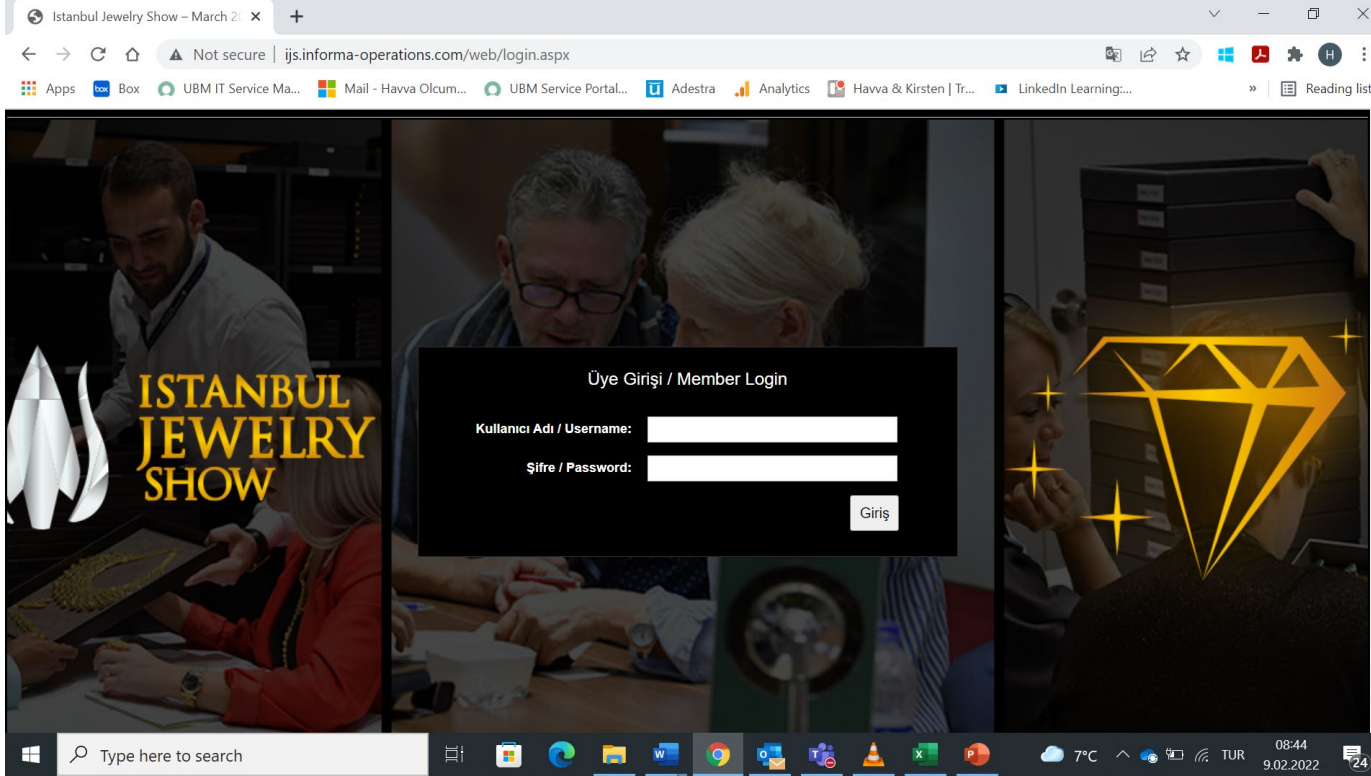 Istanbul Jewelry Show – March 2
Not secure | ijs.informa-operations.com/web/login.aspx
H
Apps
box Box
UBM IT Service Ma...
Mail - Havva Olcum...
UBM Service Portal...
Adestra
Analytics
Havva & Kirsten | Tr...
LinkedIn Learning:...
»
Reading list
ISTANBUL
JEWELRY
SHOW
Üye Girişi / Member Login
Kullanıcı Adı / Username:
Şifre / Password:
Giriş
Type here to search
7°C
TUR
08:44
9.02.2022
24